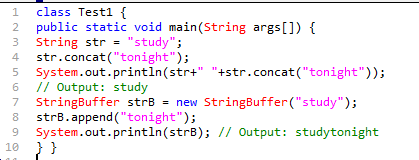 1 class Test1 {
2 public static void main(String args[]) {
3 String str = "study";
4 str.concat("tonight");
5 System.out.println(str+" "+str.concat("tonight"));
6 // Output: study
7 StringBuffer strB = new StringBuffer("study");
8 strB.append("tonight");
9 System.out.println(strB); // Output: studytonight
10 } }